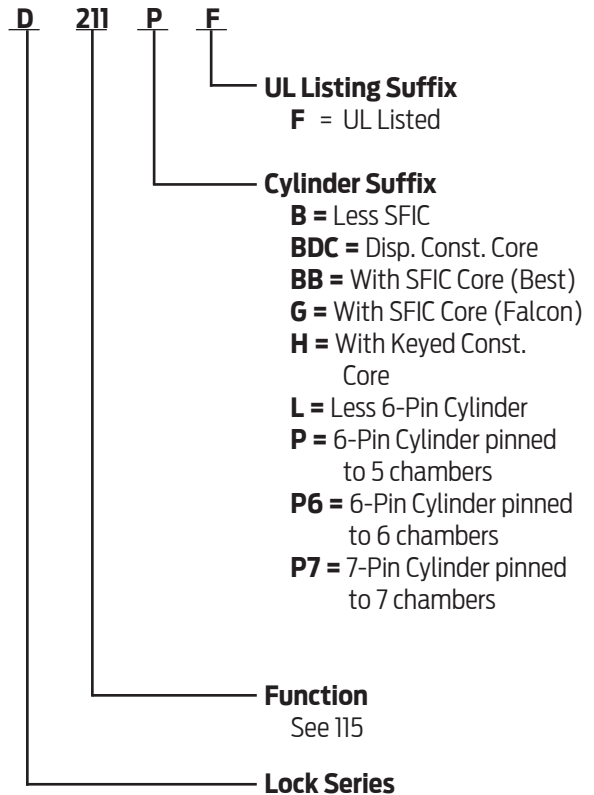 D 211 P F
UL Listing Suffix
F = UL Listed
Cylinder Suffix
B = Less SFIC
BDC = Disp. Const. Core
BB = With SFIC Core (Best)
G = With SFIC Core (Falcon)
H = With Keyed Const.
Core
L = Less 6-Pin Cylinder
P = 6-Pin Cylinder pinned
to 5 chambers
P6 = 6-Pin Cylinder pinned
to 6 chambers
P7 = 7-Pin Cylinder pinned
to 7 chambers
Function
See 115
Lock Series